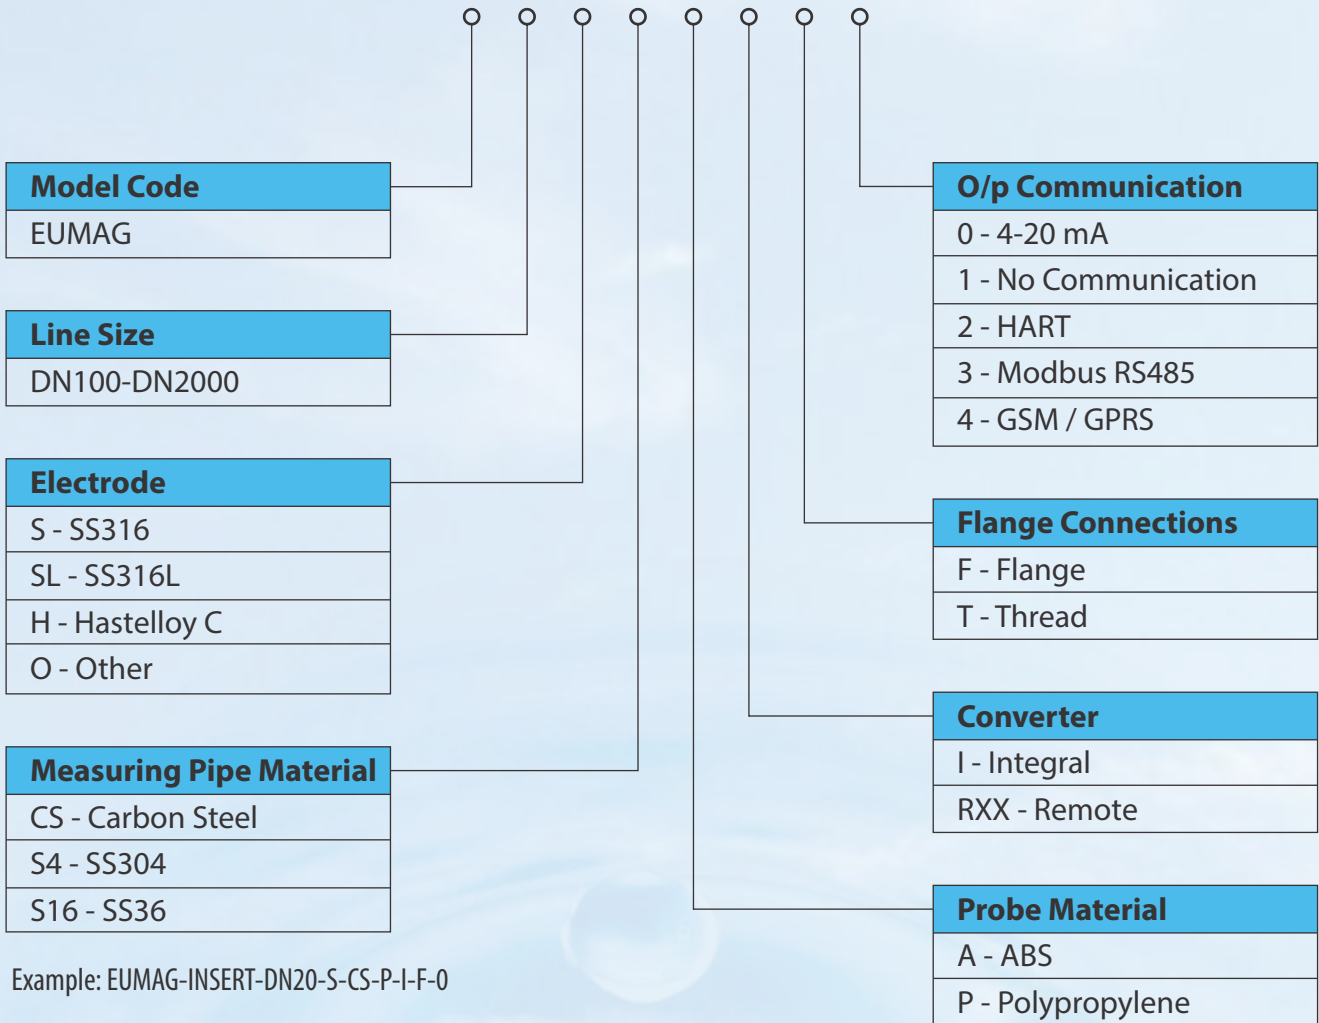 Model Code
EUMAG
Line Size
DN100-DN2000
Electrode
S - SS316
SL - SS316L
H - Hastelloy C
O - Other
Measuring Pipe Material
CS - Carbon Steel
S4 - SS304
S16 - SS36
Example: EUMAG-INSERT-DN20-S-CS-P-I-F-0
O/p Communication
0 - 4-20 mA
1 - No Communication
2 - HART
3 - Modbus RS485
4 - GSM / GPRS
Flange Connections
F - Flange
T - Thread
Converter
I - Integral
RXX - Remote
Probe Material
A - ABS
P - Polypropylene